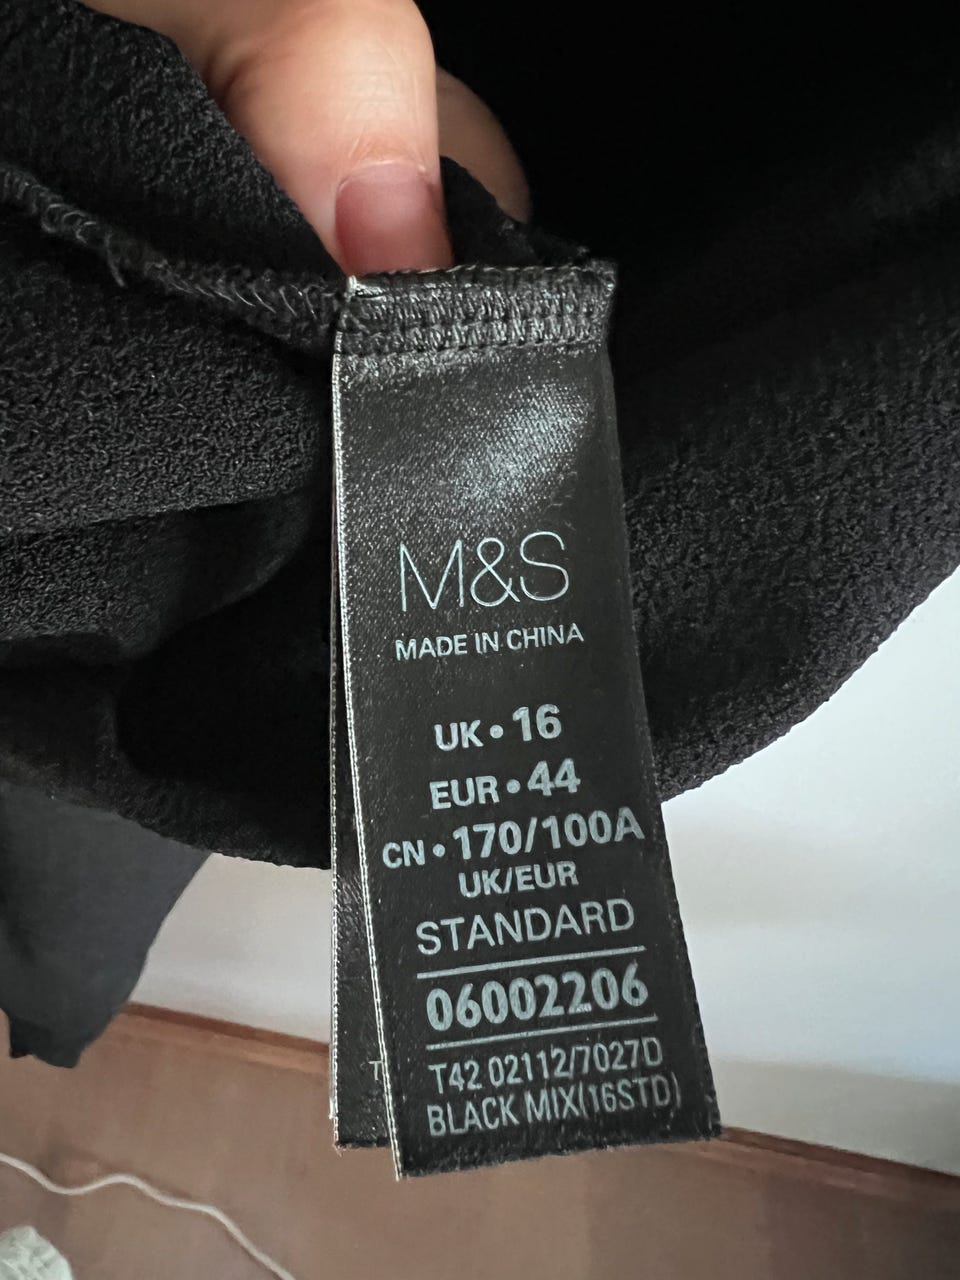 M&S
MADE IN CHINA
UK • 16
EUR • 44
CN • 170/100A
UK/EUR
STANDARD
06002206
T42 02112/7027D
BLACK MIX(16STD)